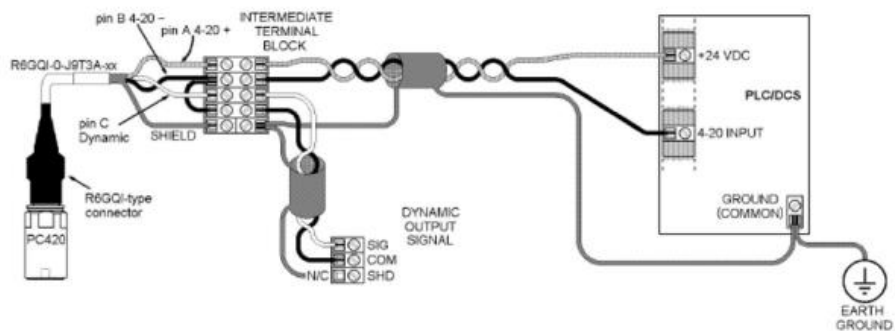 pin B 4-20 –
pin A 4-20 +
INTERMEDIATE
TERMINAL
BLOCK
R6GQI-0-J9T3A-xx
+24 VDC
PLC/DCS
pin C
Dynamic
SHIELD
4-20 INPUT
R6GQI-type
connector
GROUND
(COMMON)
PC420
DYNAMIC
OUTPUT
SIGNAL
SIG
COM
N/C
SHD
EARTH
GROUND